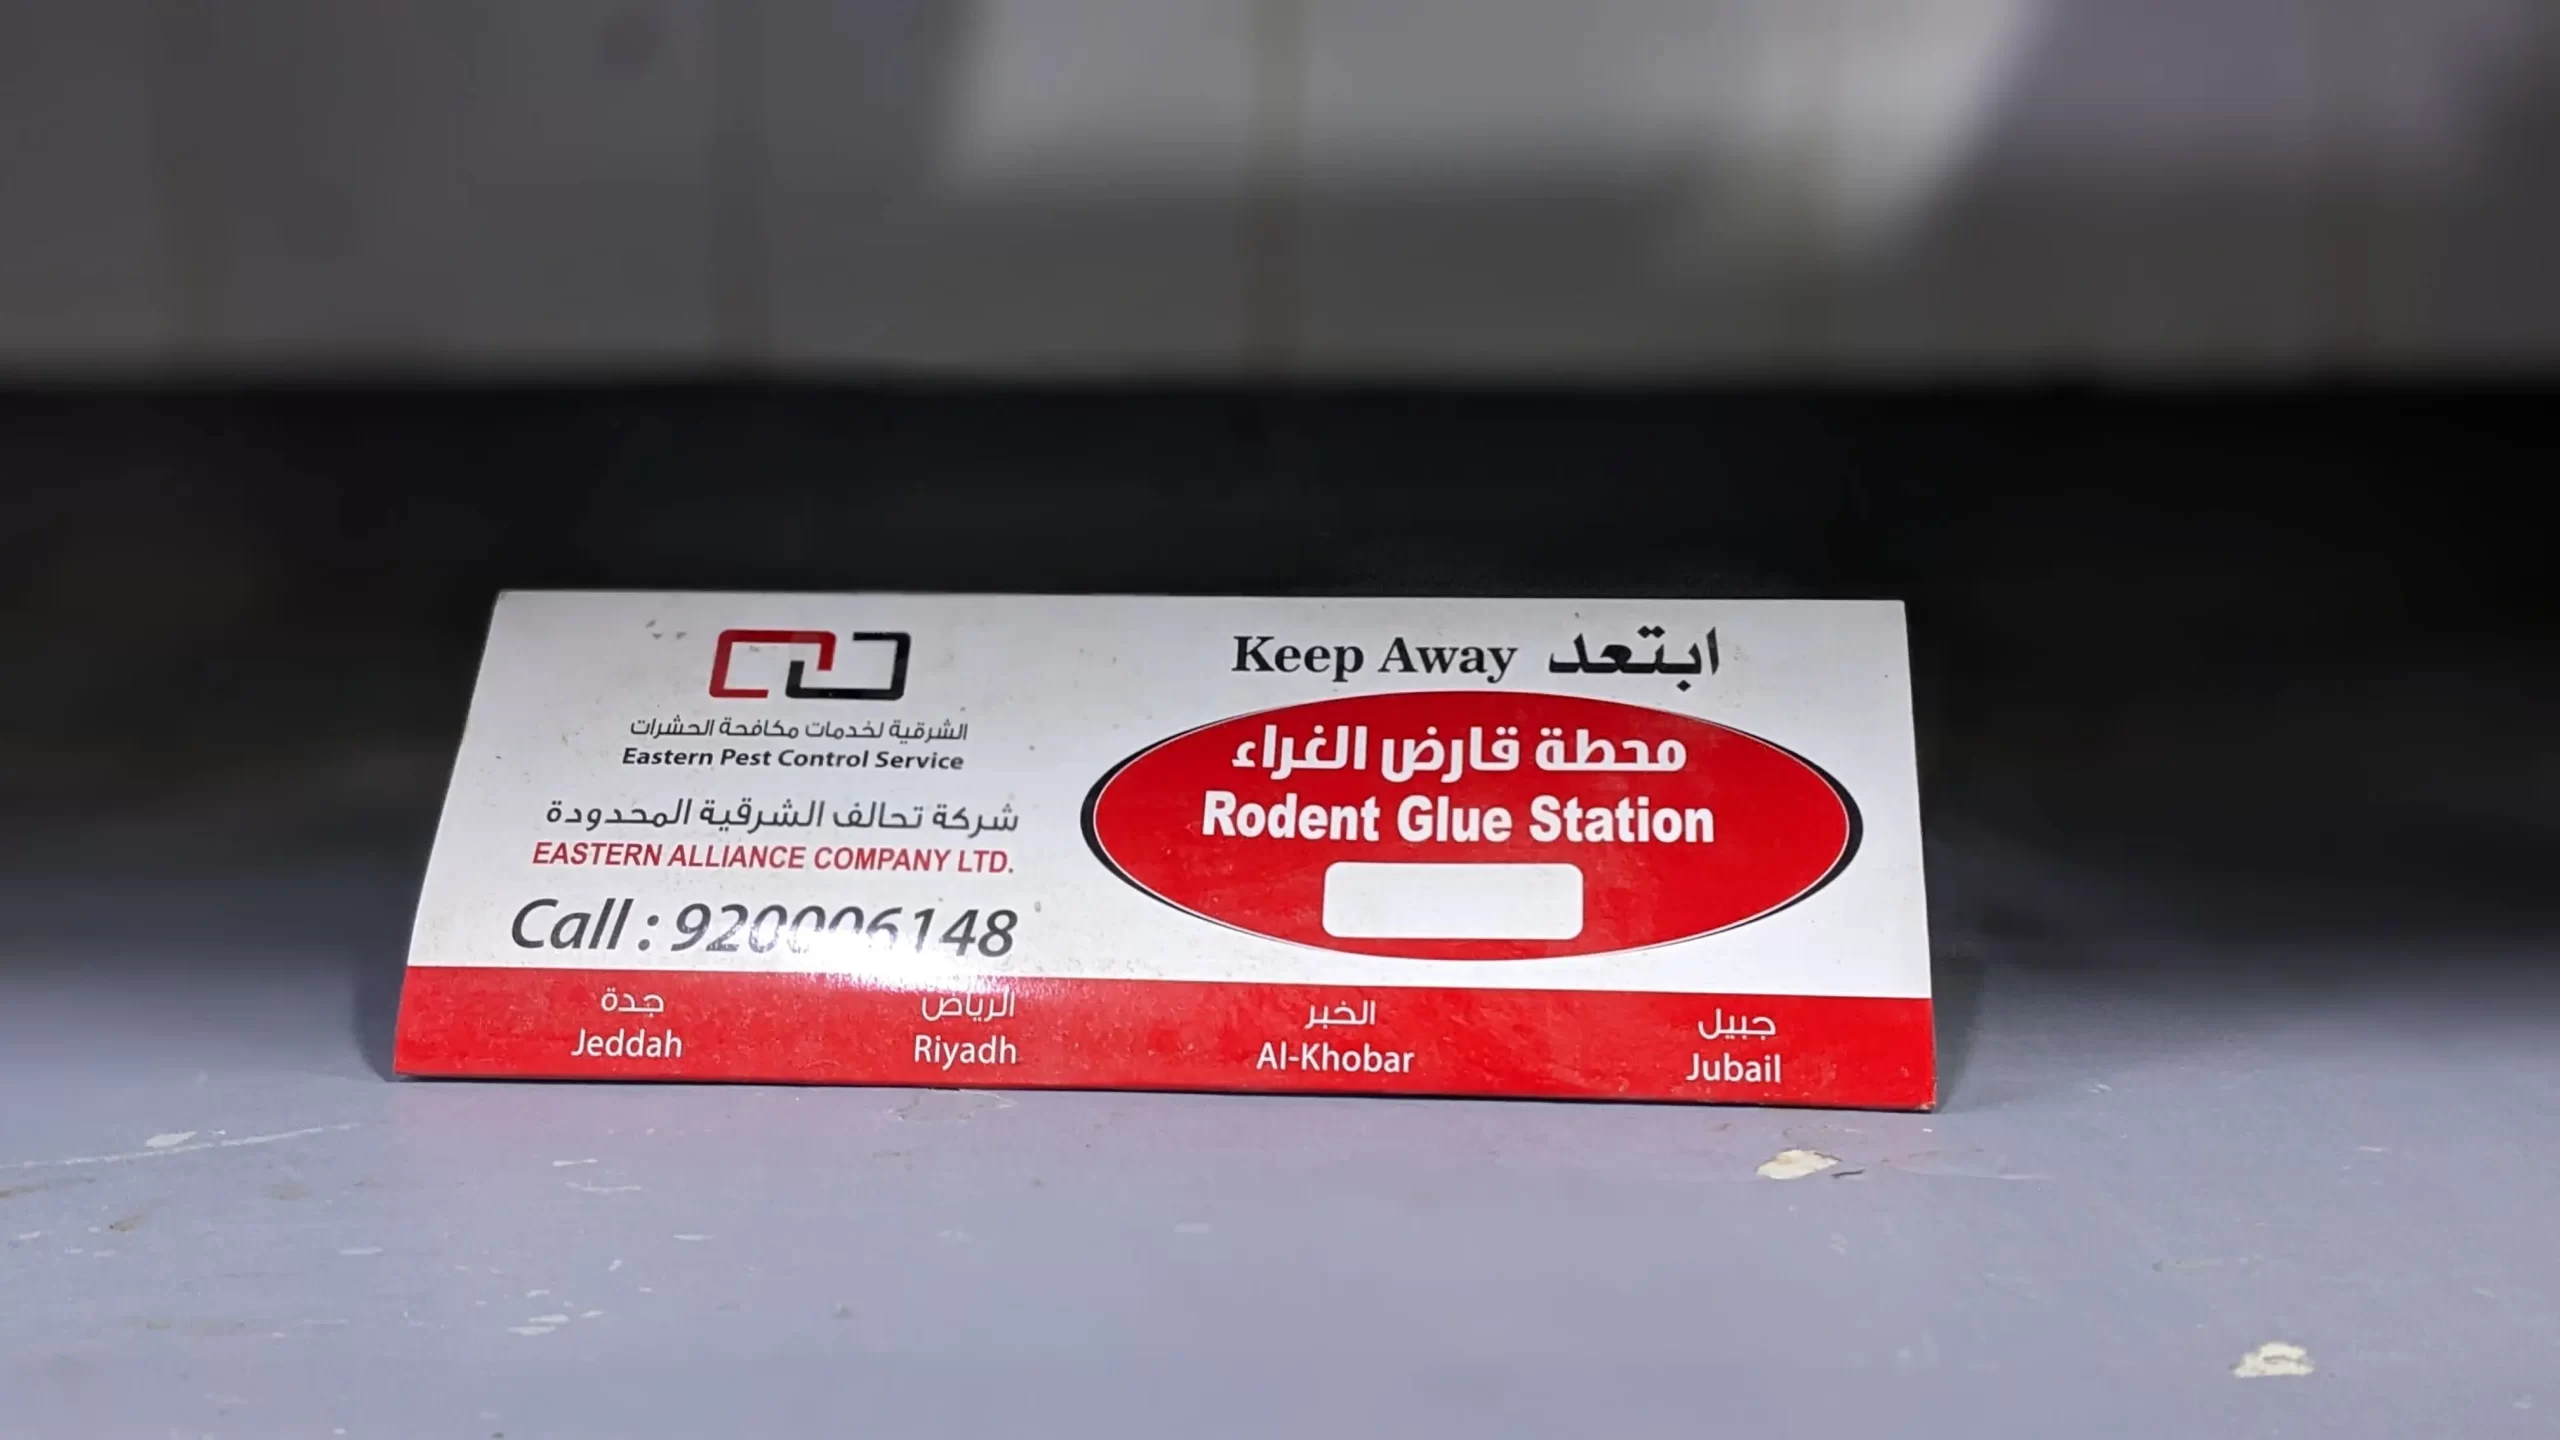 الشرقية لخدمات مكافحة الحشرات
Eastern Pest Control Service
شركة تحالف الشرقية المحدودة
EASTERN ALLIANCE COMPANY LTD.
Call : 920006148
Keep Away ابتعد
محطة قارض الغراء
Rodent Glue Station
جدة
Jeddah
الرياض
Riyadh
الخبر
Al-Khobar
جبيل
Jubail